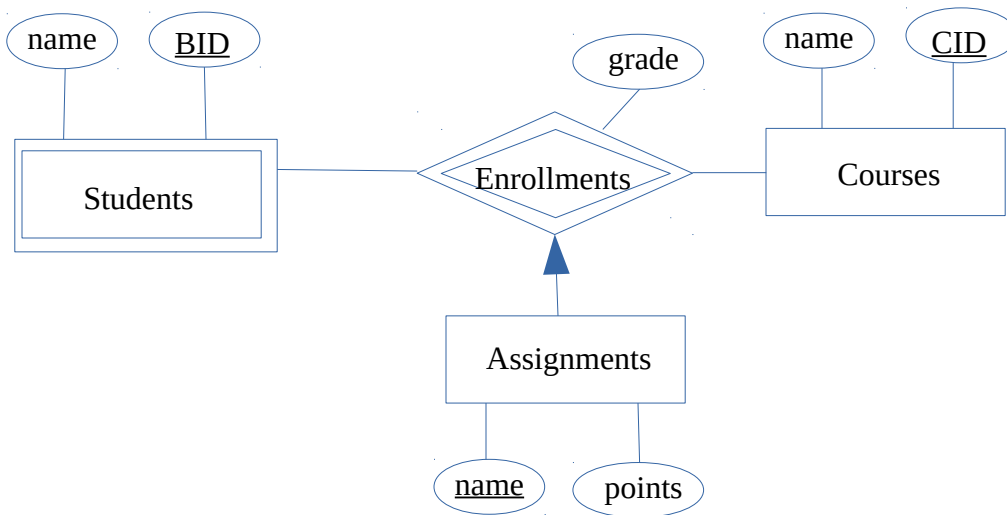 name
BID
grade
name
CID
Students
Enrollments
Courses
Assignments
name
points